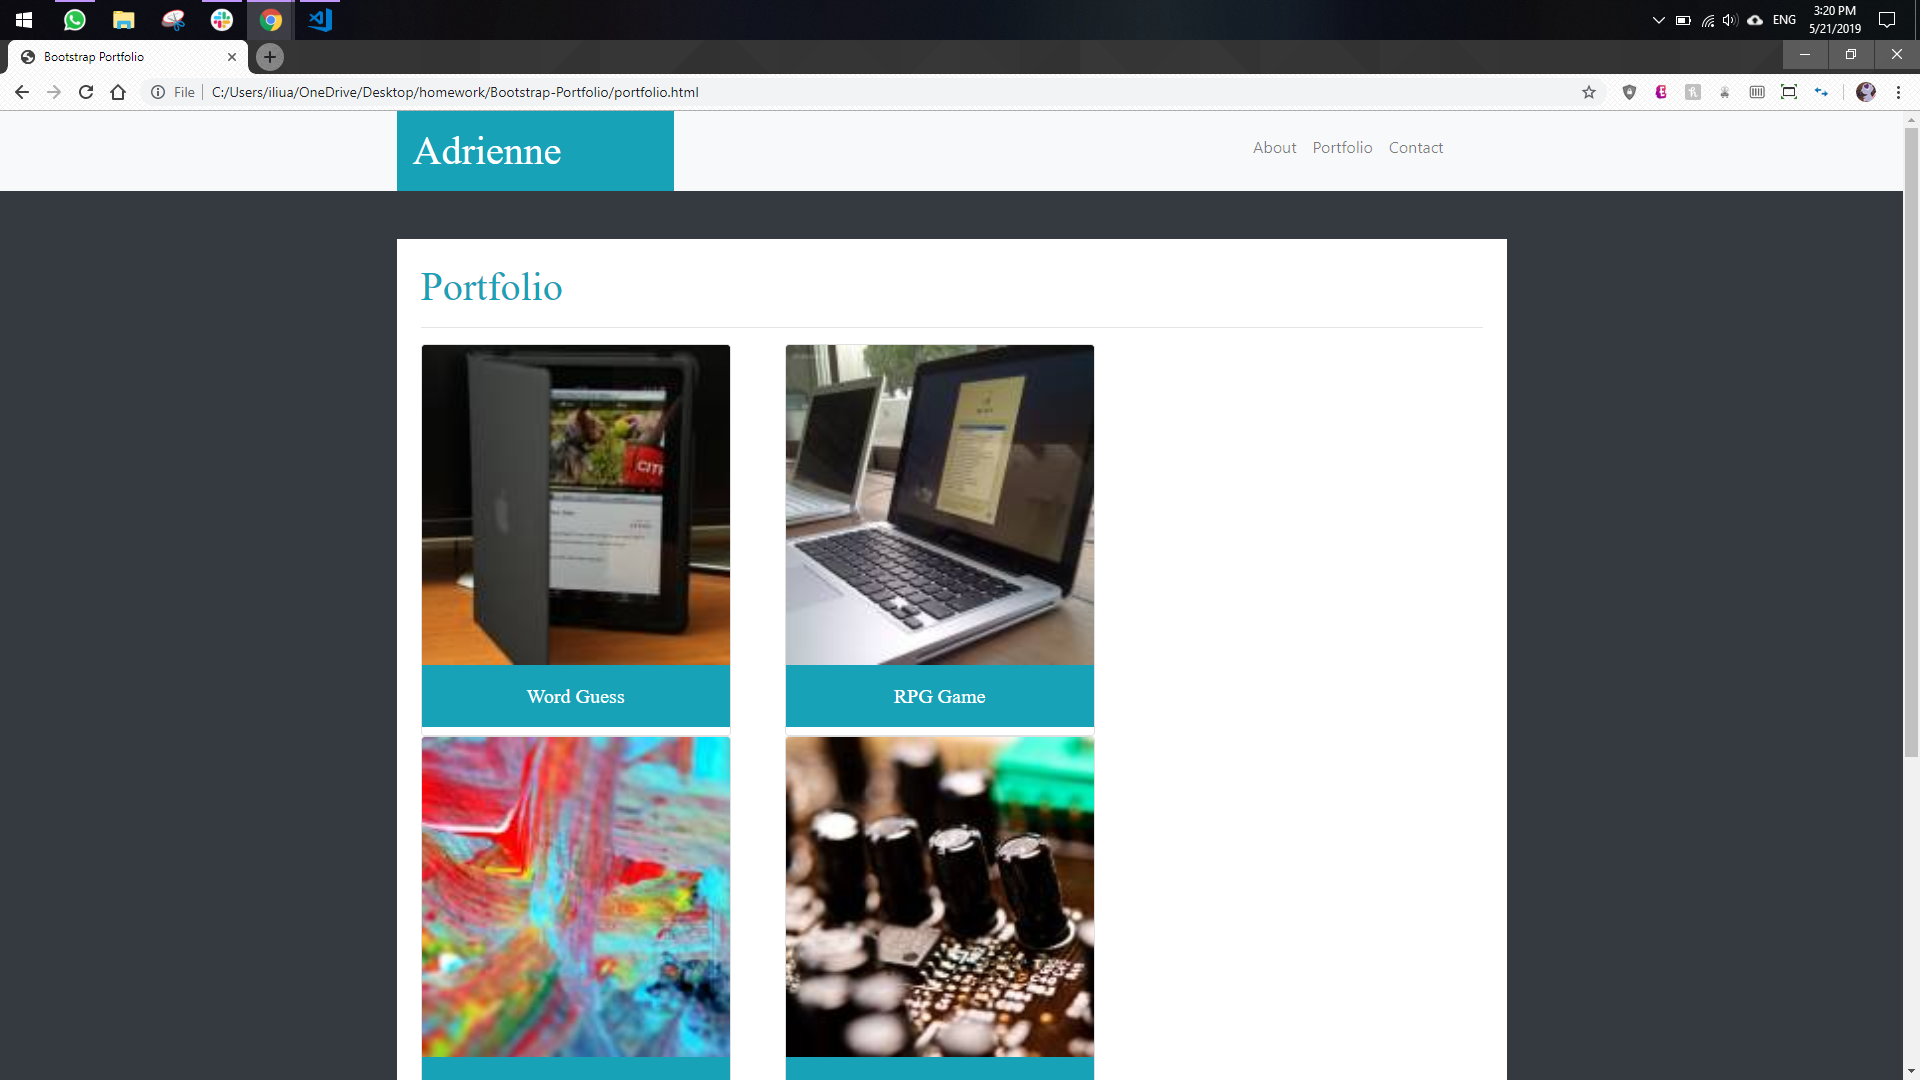 ENG
3:20 PM
5/21/2019
Bootstrap Portfolio
File
C:/Users/iliua/OneDrive/Desktop/homework/Bootstrap-Portfolio/portfolio.html
Adrienne
About Portfolio Contact
Portfolio
CIT
Word Guess
RPG Game